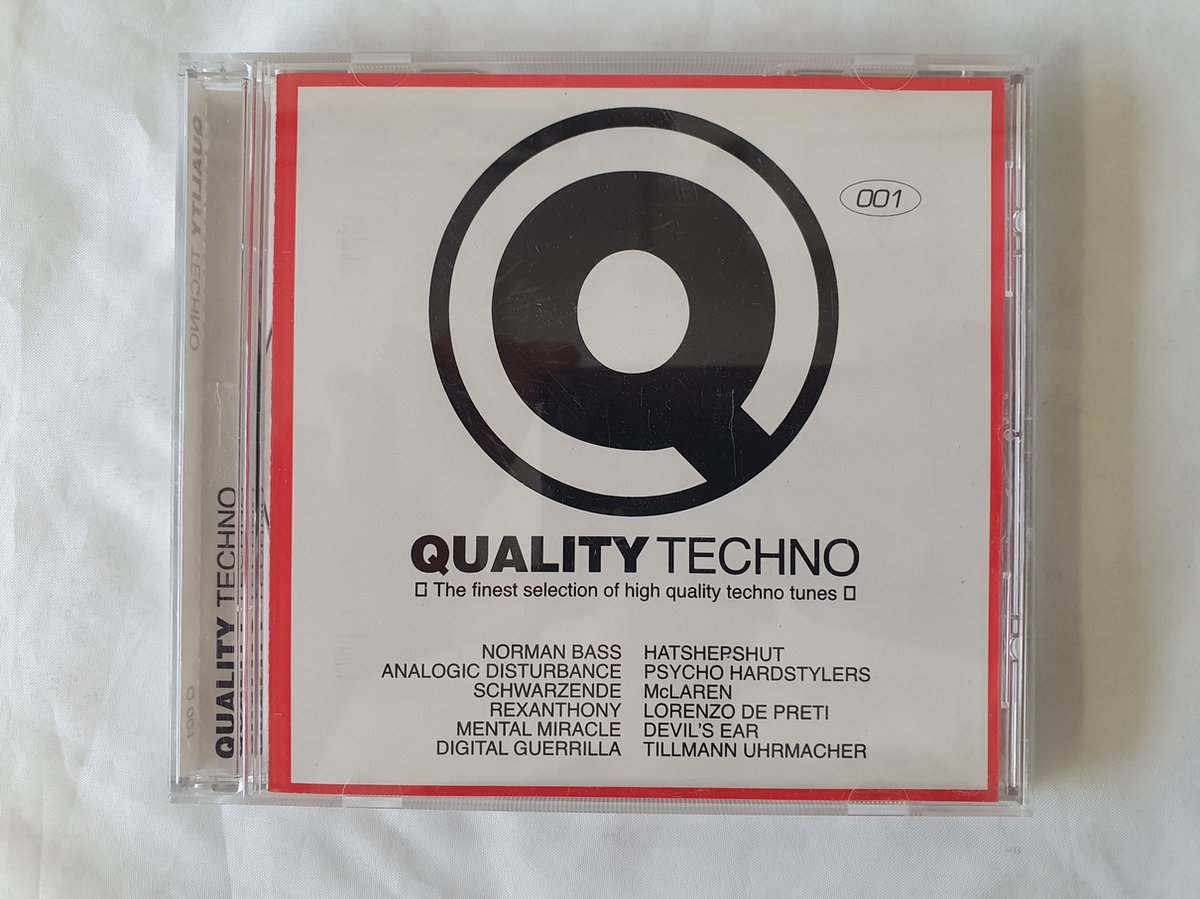 001
QUALITY TECHNO
▯ The finest selection of high quality techno tunes ▯
NORMAN BASS HATSHEPSHUT
ANALOGIC DISTURBANCE PSYCHO HARDSTYLERS
SCHWARZENDE McLAREN
REXANTHONY LORENZO DE PRETI
MENTAL MIRACLE DEVIL'S EAR
DIGITAL GUERRILLA TILLMANN UHRMACHER
QUALITY TECHNO
QUALITY TECHNO
Q 001